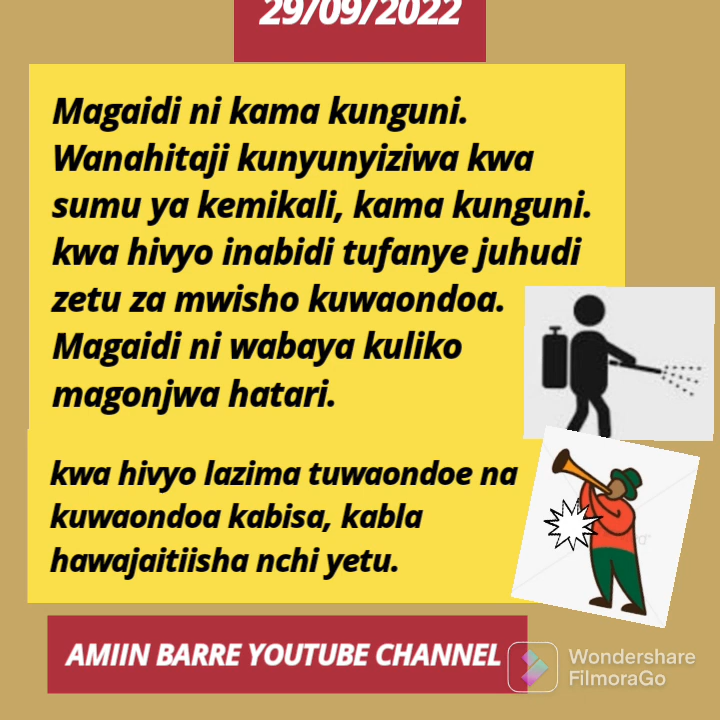 29/09/2022
Magaidi ni kama kunguni.
Wanahitaji kunyunyiziwa kwa
sumu ya kemikali, kama kunguni.
kwa hivyo inabidi tufanye juhudi
zetu za mwisho kuwaondoa.
Magaidi ni wabaya kuliko
magonjwa hatari.
kwa hivyo lazima tuwaondoe na
kuwaondoa kabisa, kabla
hawajaitiisha nchi yetu.
AMIIN BARRE YOUTUBE CHANNEL
Wondershare
FilmoraGo